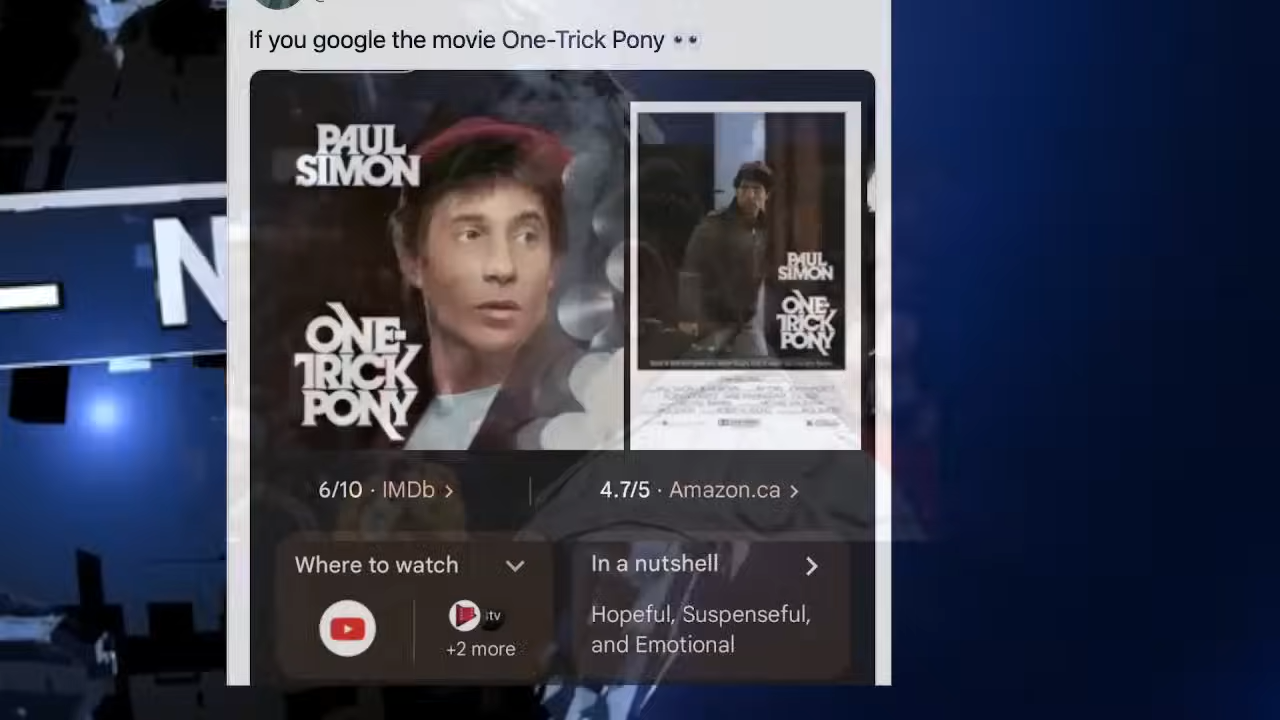 If you google the movie One-Trick Pony 👀
PAUL
SIMON
ONE-
TRICK
PONY
PAUL
SIMON
ONE-
TRICK
PONY
6/10 · IMDb >
4.7/5 · Amazon.ca >
Where to watch
In a nutshell >
Hopeful, Suspenseful,
and Emotional
tv
+2 more
N